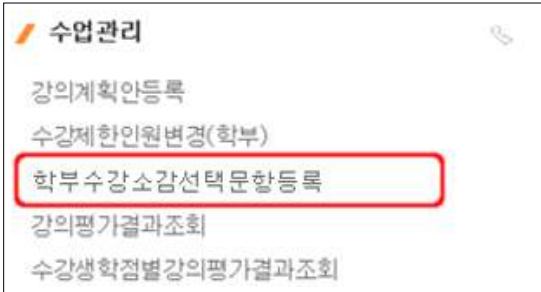 수업관리
강의계획안등록
수강제한인원변경(학부)
학부수강소감선택문항등록
강의평가결과조회
수강생학점별강의평가결과조회